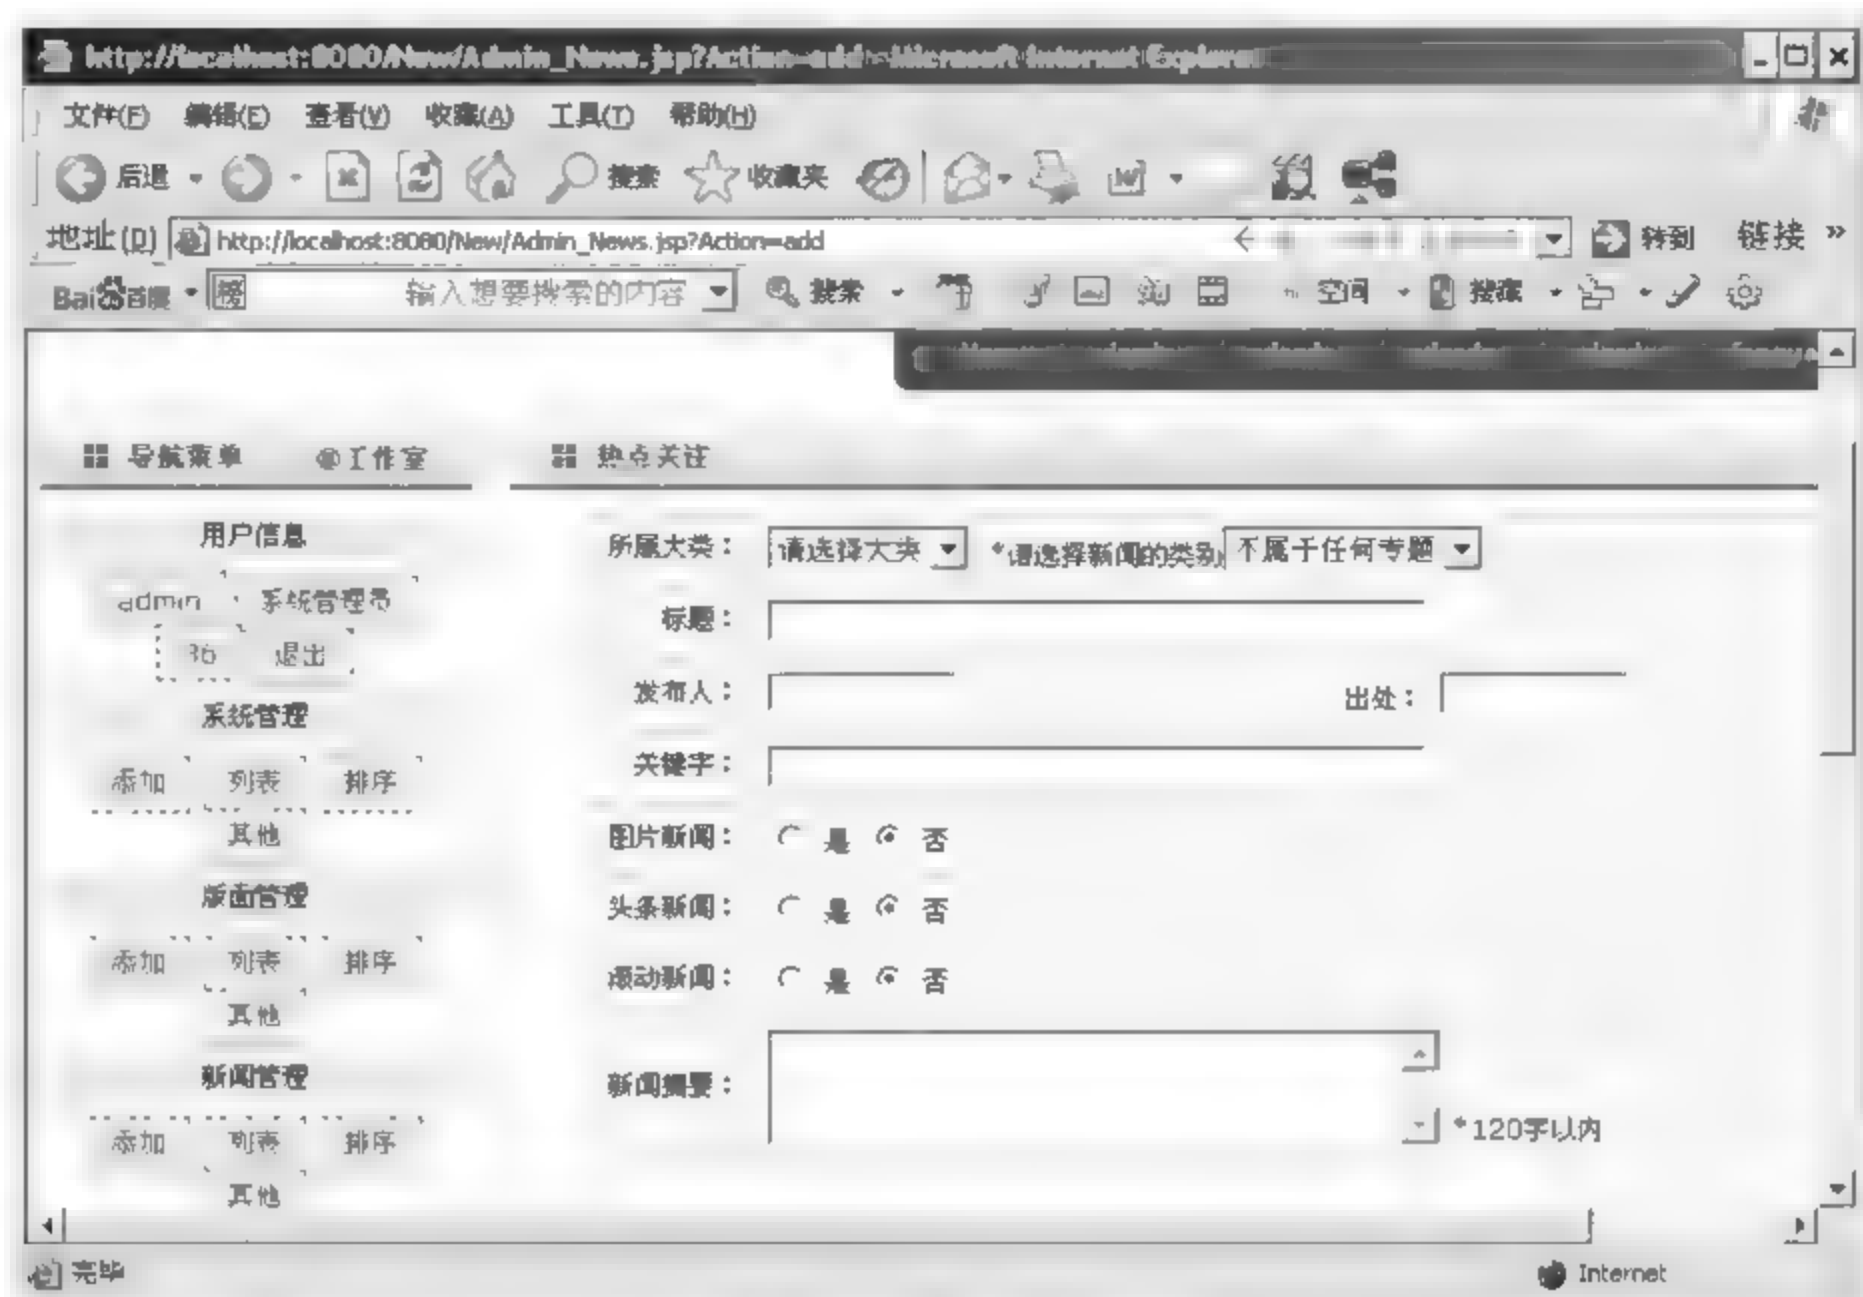 http://localhost:8080/New/Admin_News.jsp?Action=add - Microsoft Internet Explorer
文件(F) 编辑(E) 查看(V) 收藏(A) 工具(T) 帮助(H)
后退 搜索 收藏夹
地址(D) http://localhost:8080/New/Admin_News.jsp?Action=add 转到 链接 »
Bai百度 输入想要搜索的内容 搜索 空间 搜藏
导航菜单 @工作室 热点关注
用户信息
admin 系统管理员
36 退出
系统管理
添加 列表 排序
其他
版面管理
添加 列表 排序
其他
新闻管理
添加 列表 排序
其他
所属大类： 请选择大类 *请选择新闻的类别 不属于任何专题
标题：
发布人： 出处：
关键字：
图片新闻： 是 否
头条新闻： 是 否
滚动新闻： 是 否
新闻摘要： *120字以内
完毕 Internet